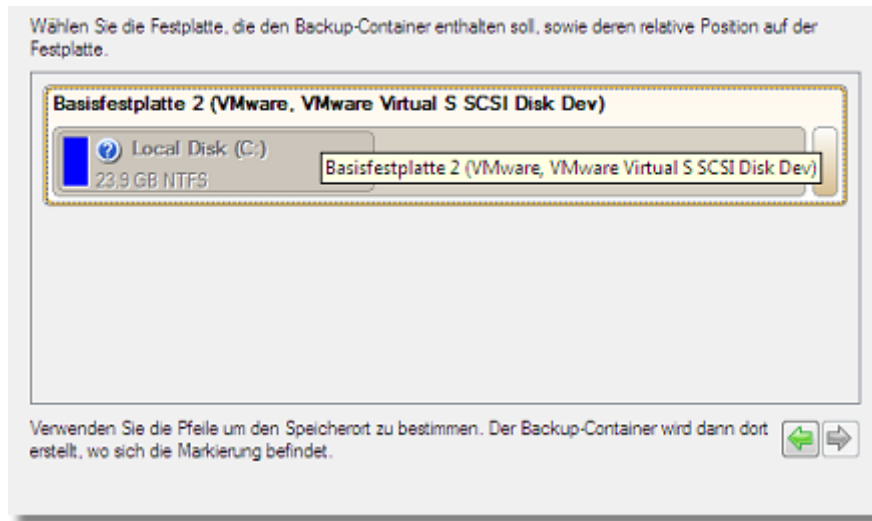 Wählen Sie die Festplatte, die den Backup-Container enthalten soll, sowie deren relative Position auf der
Festplatte.
Basisfestplatte 2 (VMware, VMware Virtual S SCSI Disk Dev)
Local Disk (C:)
Basisfestplatte 2 (VMware, VMware Virtual S SCSI Disk Dev)
23,9 GB NTFS
Verwenden Sie die Pfeile um den Speicherort zu bestimmen. Der Backup-Container wird dann dort
erstellt, wo sich die Markierung befindet.